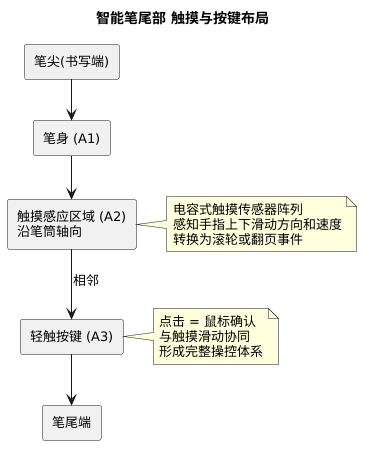 智能笔尾部 触摸与按键布局
笔尖(书写端)
笔身 (A1)
触摸感应区域 (A2)
沿笔筒轴向
电容式触摸传感器阵列
感知手指上下滑动方向和速度
转换为滚轮或翻页事件
相邻
轻触按键 (A3)
点击 = 鼠标确认
与触摸滑动协同
形成完整操控体系
笔尾端